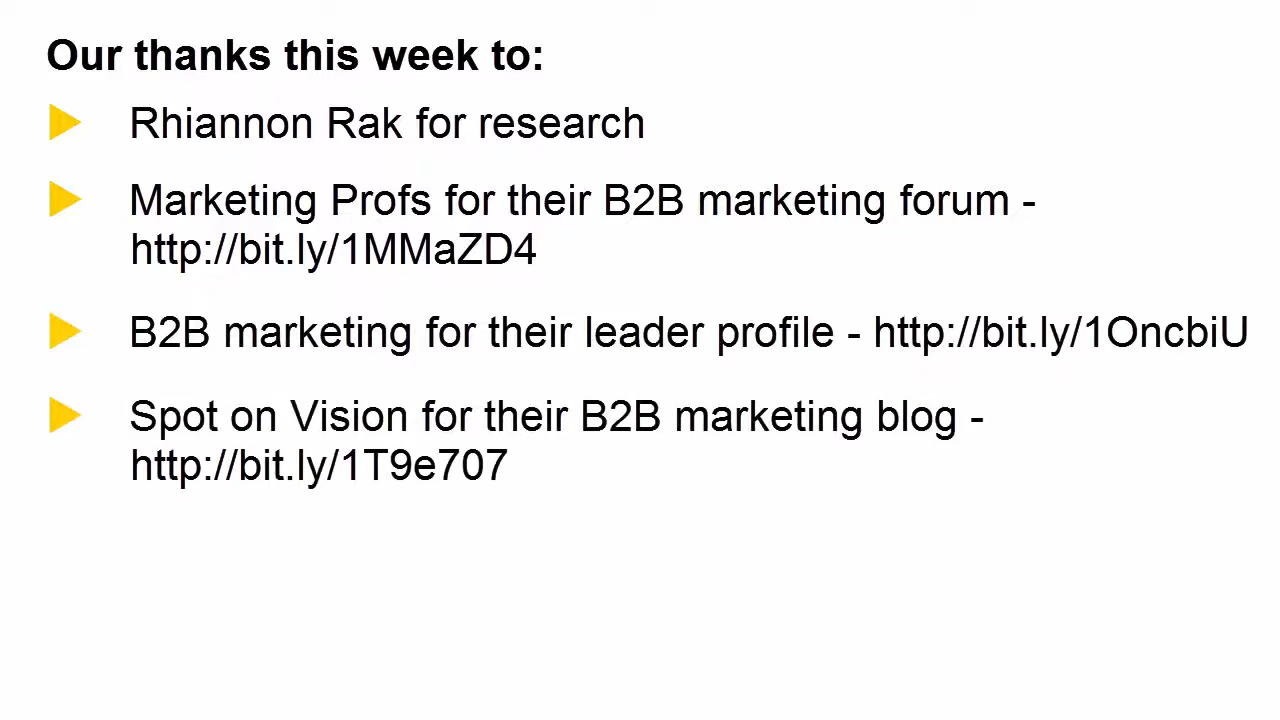 Our thanks this week to:
Rhiannon Rak for research
Marketing Profs for their B2B marketing forum -
http://bit.ly/1MMaZD4
B2B marketing for their leader profile - http://bit.ly/1OncbiU
Spot on Vision for their B2B marketing blog -
http://bit.ly/1T9e707